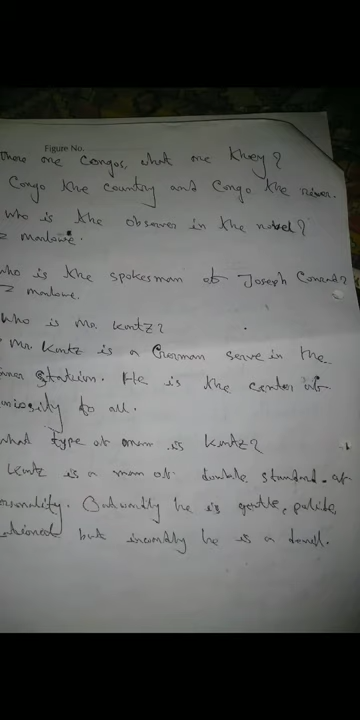 Figure No.
There are Congos, what are they?
Congo the country and Congo the river.
who is the observer in the novel?
z marlowe.
who is the spokesman of Joseph Conrad?
z marlowe.
Who is Mr. Kurtz?
Mr. Kurtz is a German serve in the
inner station. He is the center of
uriosity to all.
what type of man is Kurtz?
Kurtz is a man of double standard of
ersonality. Outwardly he is gentle, polite
but inwardly he is a devil.